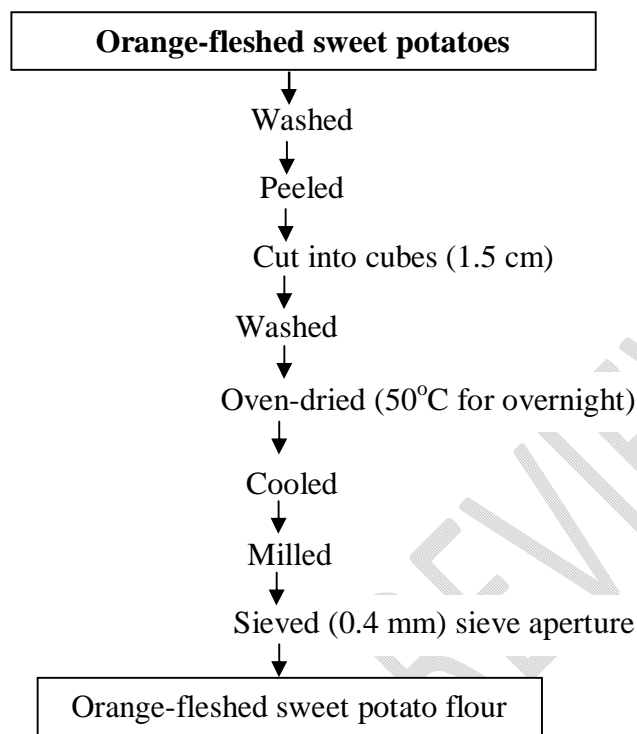 Orange-fleshed sweet potatoes
Washed
Peeled
Cut into cubes (1.5 cm)
Washed
Oven-dried (50oC for overnight)
Cooled
Milled
Sieved (0.4 mm) sieve aperture
Orange-fleshed sweet potato flour